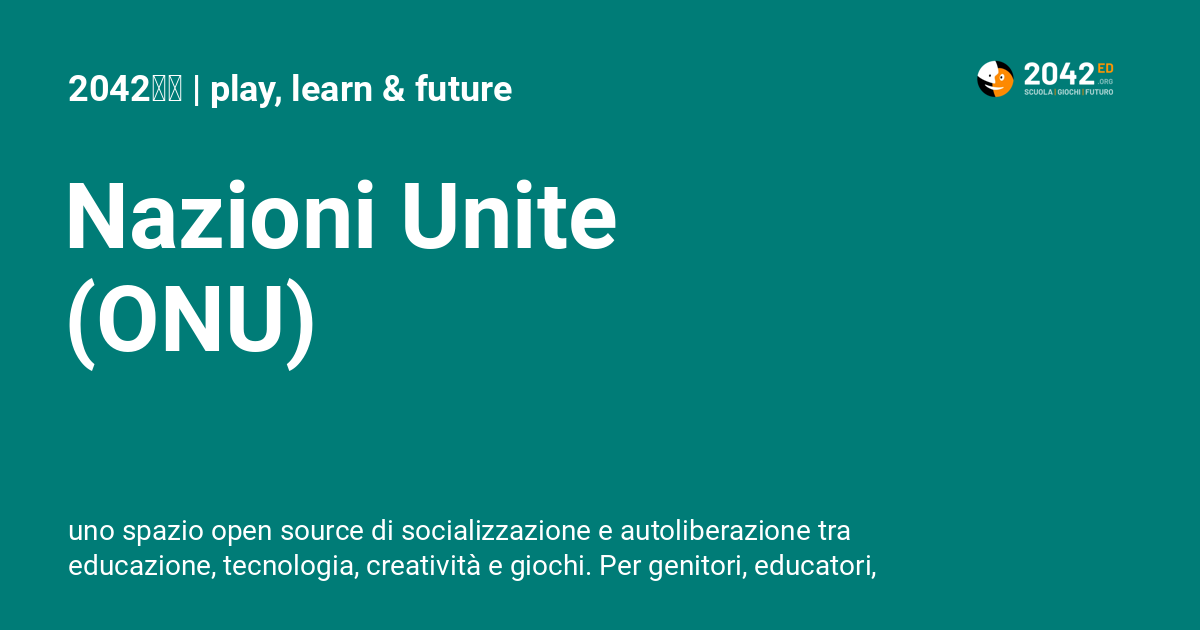 2042 | play, learn & future
2042 ED
.ORG
SCUOLA | GIOCHI | FUTURO
Nazioni Unite
(ONU)
uno spazio open source di socializzazione e autoliberazione tra
educazione, tecnologia, creatività e giochi. Per genitori, educatori,